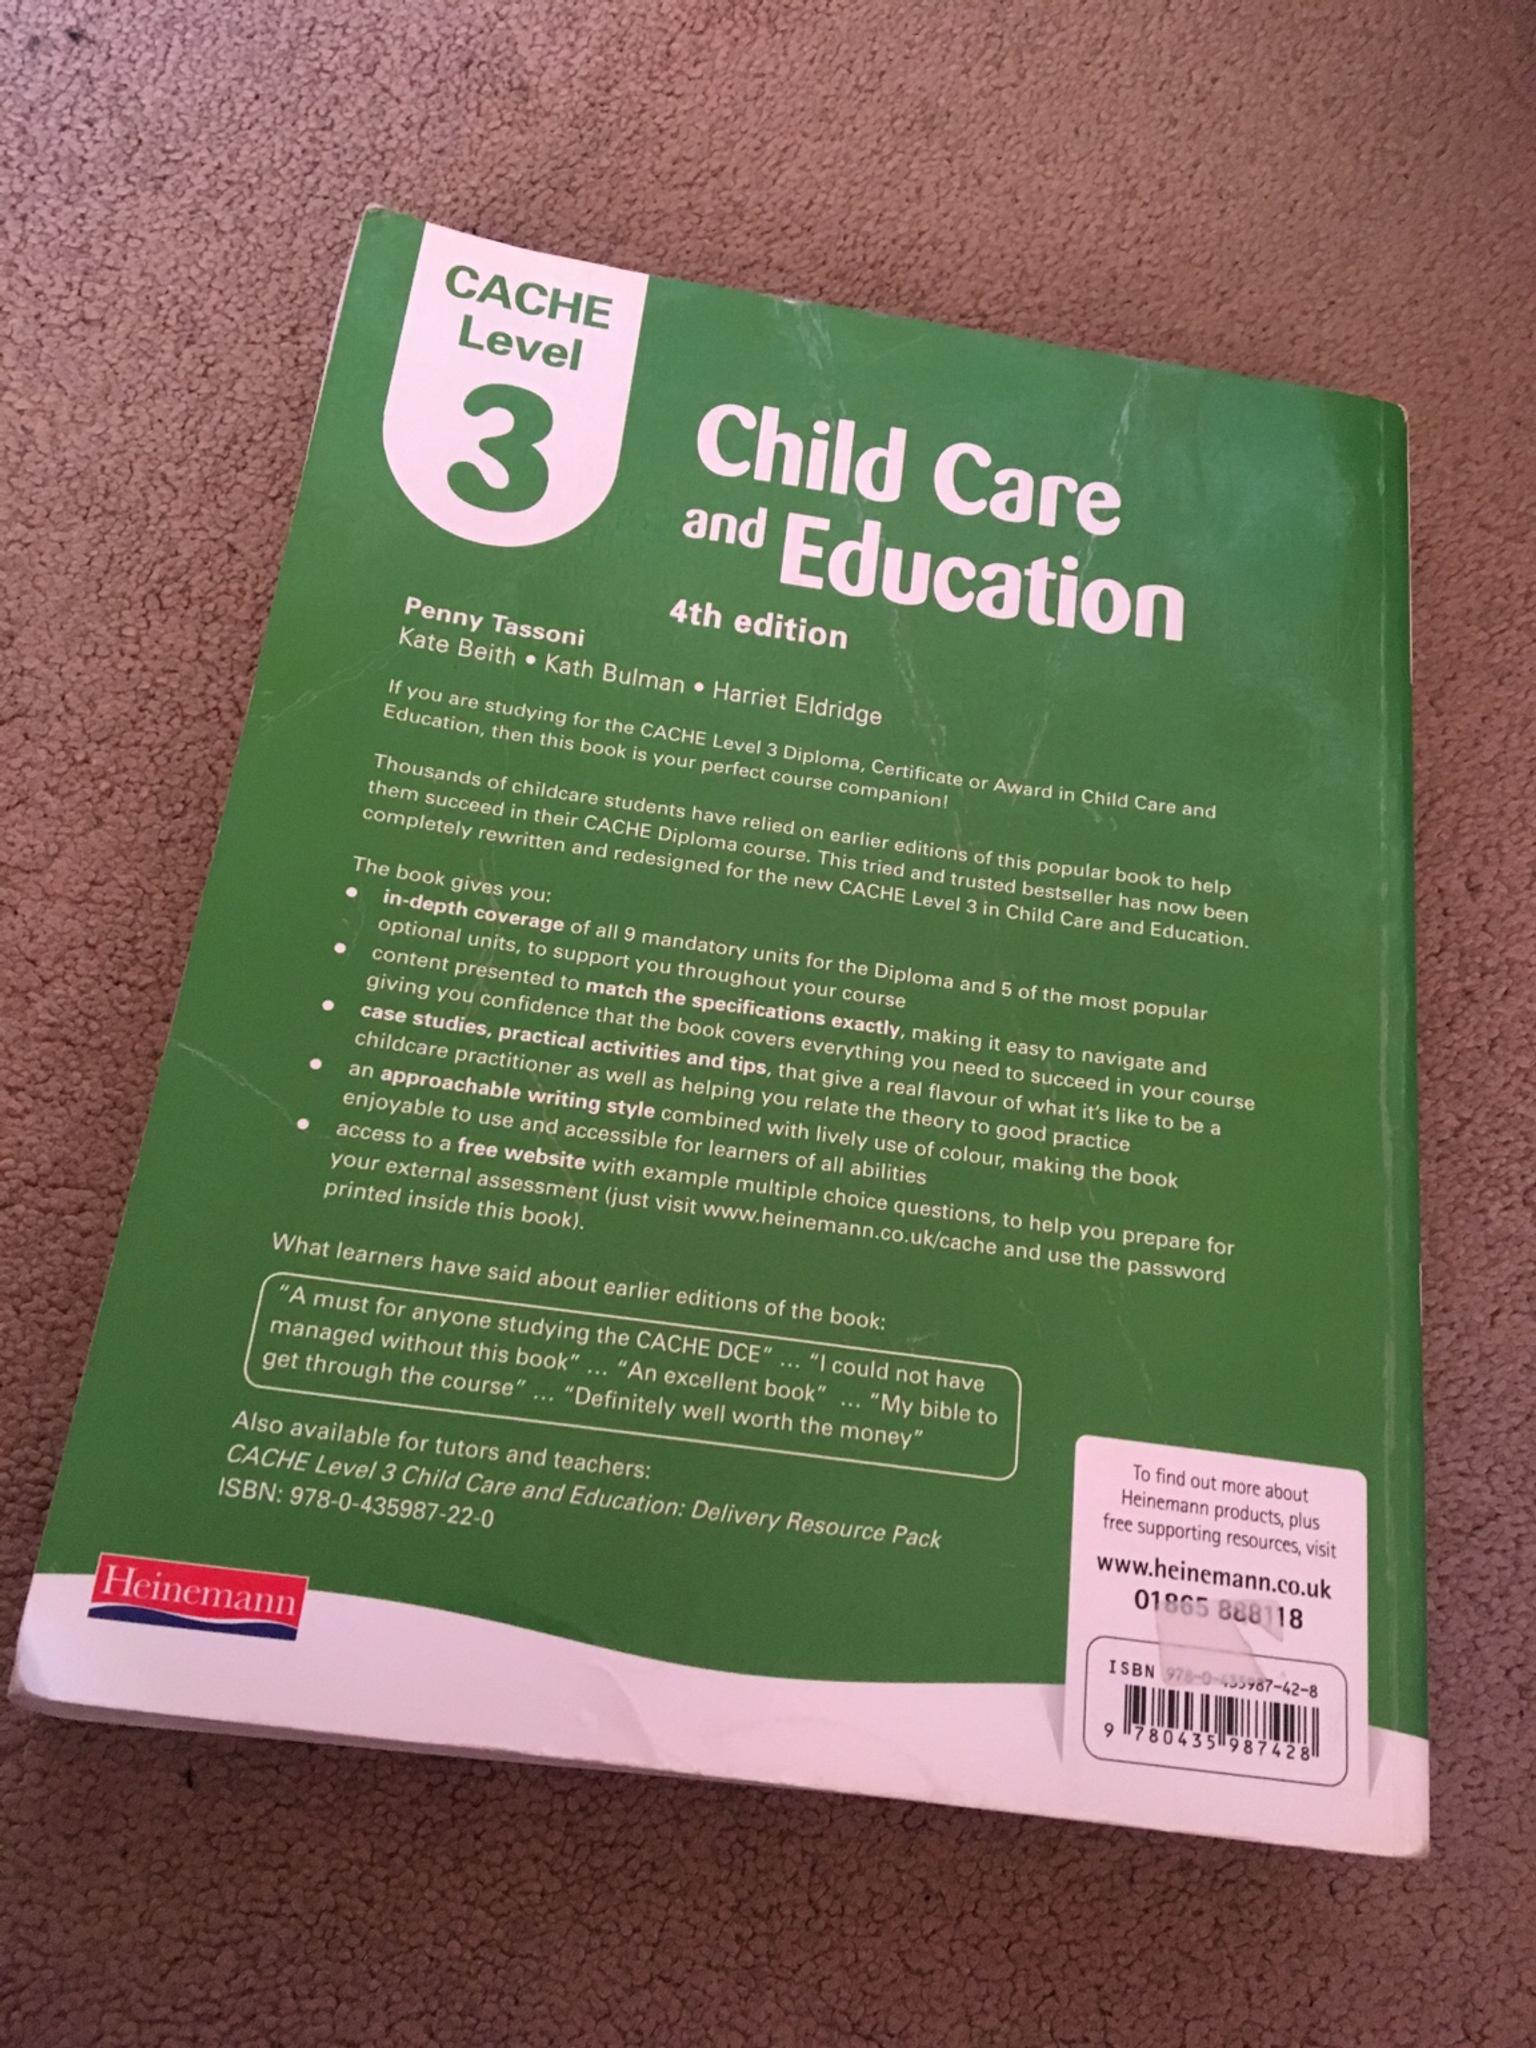 CACHE
Level
3
Child Care
and Education
4th edition
Penny Tassoni
Kate Beith • Kath Bulman • Harriet Eldridge
If you are studying for the CACHE Level 3 Diploma, Certificate or Award in Child Care and
Education, then this book is your perfect course companion!
Thousands of childcare students have relied on earlier editions of this popular book to help
them succeed in their CACHE Diploma course. This tried and trusted bestseller has now been
completely rewritten and redesigned for the new CACHE Level 3 in Child Care and Education.
The book gives you:
• in-depth coverage of all 9 mandatory units for the Diploma and 5 of the most popular
optional units, to support you throughout your course
• content presented to match the specifications exactly, making it easy to navigate and
giving you confidence that the book covers everything you need to succeed in your course
• case studies, practical activities and tips, that give a real flavour of what it's like to be a
childcare practitioner as well as helping you relate the theory to good practice
• an approachable writing style combined with lively use of colour, making the book
enjoyable to use and accessible for learners of all abilities
• access to a free website with example multiple choice questions, to help you prepare for
your external assessment (just visit www.heinemann.co.uk/cache and use the password
printed inside this book).
What learners have said about earlier editions of the book:
"A must for anyone studying the CACHE DCE" ... "I could not have
managed without this book" ... "An excellent book" ... "My bible to
get through the course" ... "Definitely well worth the money"
Also available for tutors and teachers:
CACHE Level 3 Child Care and Education: Delivery Resource Pack
ISBN: 978-0-435987-22-0
Heinemann
To find out more about
Heinemann products, plus
free supporting resources, visit
www.heinemann.co.uk
01865 888118
ISBN 978-0-435987-42-8
9 780435 987428